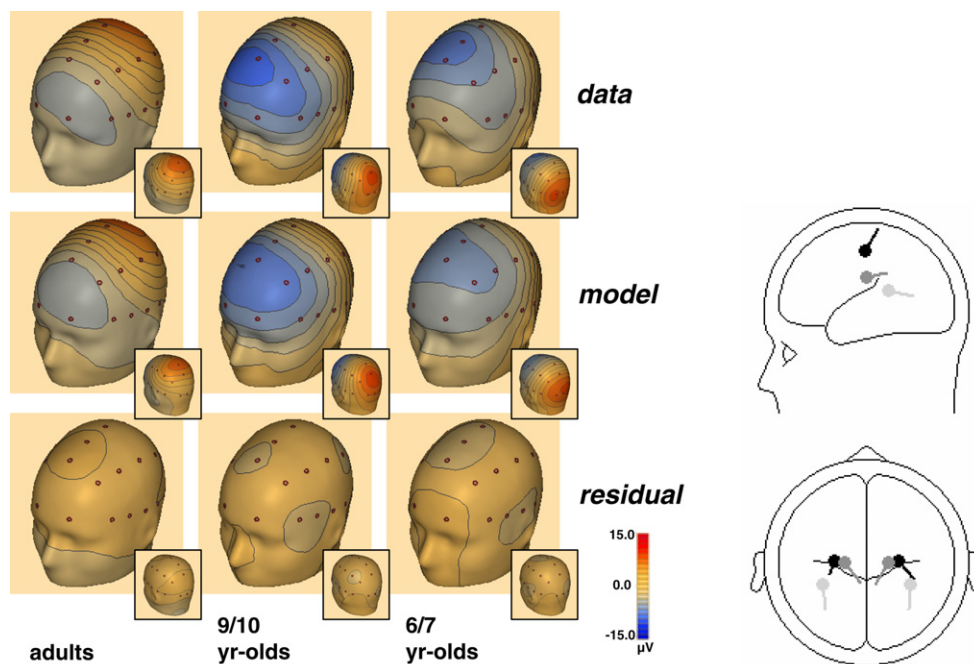 data
model
residual
15.0
0.0
-15.0
µV
adults
9/10
yr-olds
6/7
yr-olds